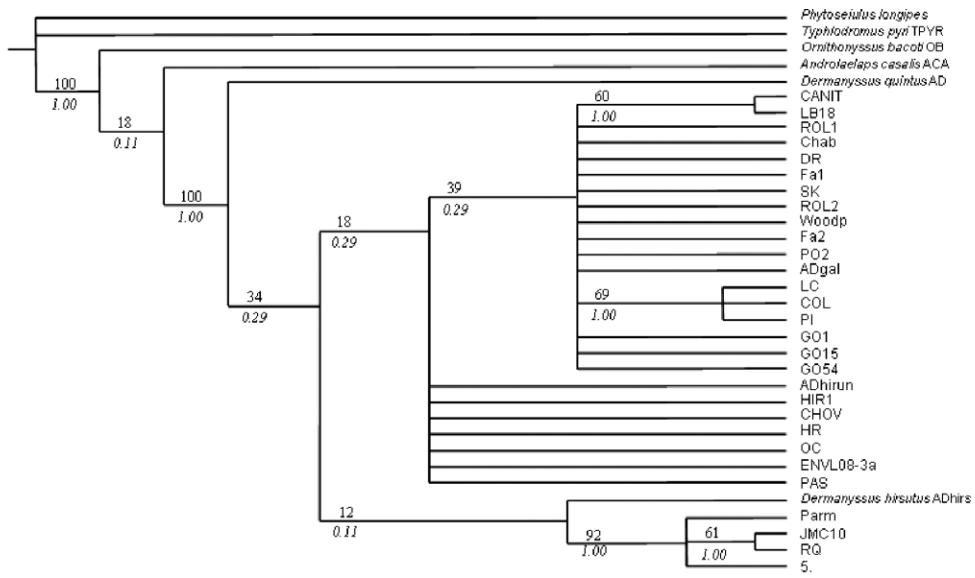 Phytoseiulus longipes
Typhlodromus pyri TPYR
Ornithonyssus bacoti OB
Androlaelaps casalis ACA
100
1.00
Dermanyssus quintus AD
60
CANIT
1.00
LB18
18
0.11
ROL1
Chab
DR
Fa1
39
SK
100
0.29
1.00
ROL2
18
Woodp
0.29
Fa2
PO2
ADgal
LC
34
69
COL
0.29
1.00
PI
GO1
GO15
GO54
ADhirun
HIR1
CHOV
HR
OC
ENVL08-3a
PAS
Dermanyssus hirsutus ADhirs
12
Parm
0.11
92
61
JMC10
1.00
1.00
RQ
5.